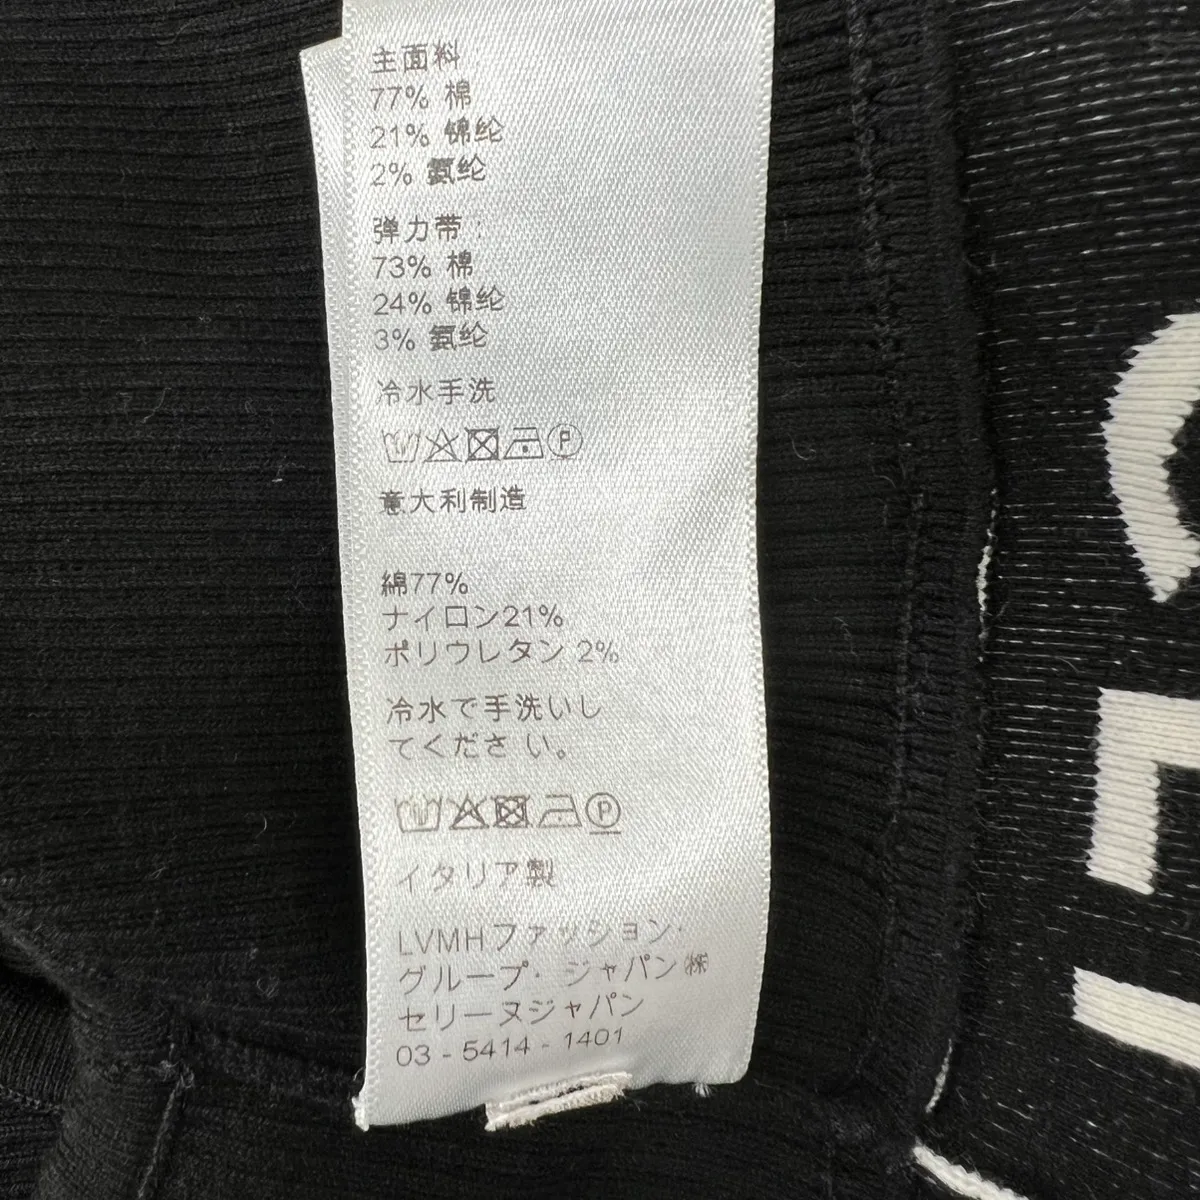 主面料
77% 棉
21% 锦纶
2% 氨纶
弹力带：
73% 棉
24% 锦纶
3% 氨纶
冷水手洗
P
意大利制造
綿77%
ナイロン21%
ポリウレタン 2%
冷水で手洗いし
てくださ い。
P
イタリア製
LVMHファッション・
グループ・ジャパン㈱
セリーヌジャパン
03 - 5414 - 1401